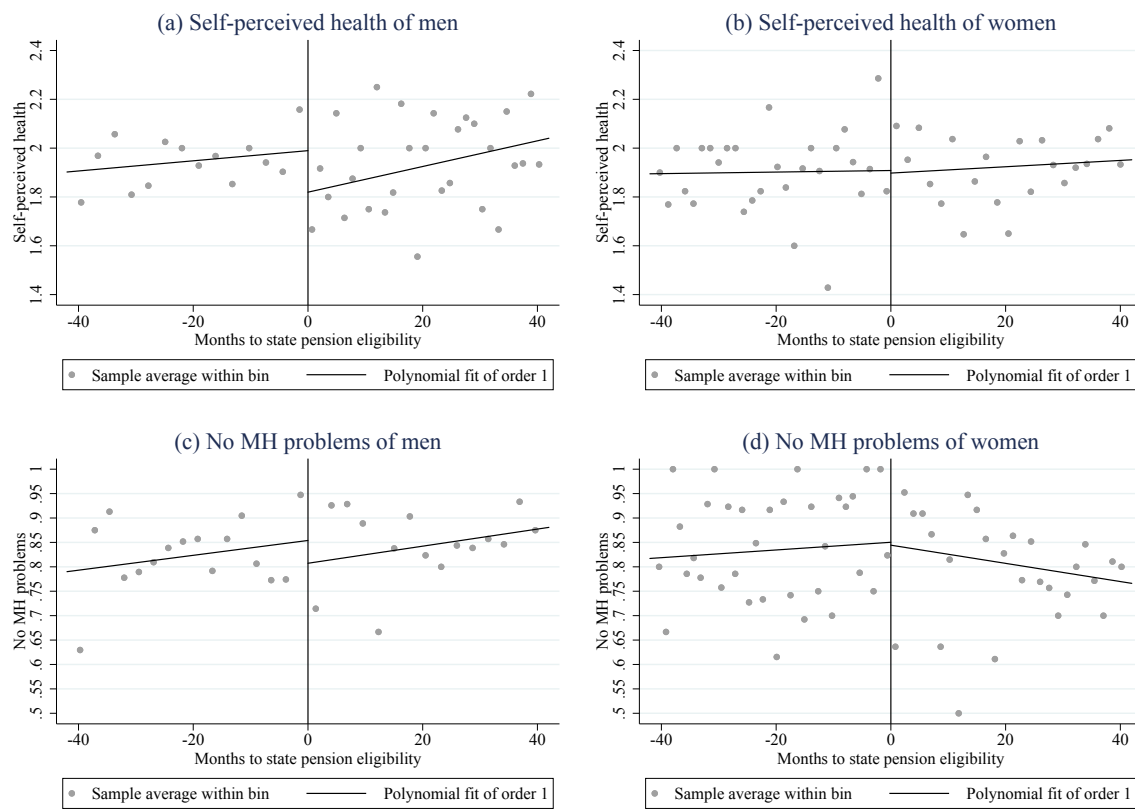 (a) Self-perceived health of men
Self-perceived health
2.4
2.2
2
1.8
1.6
1.4
-40 -20 0 20 40
Months to state pension eligibility
Sample average within bin Polynomial fit of order 1
(b) Self-perceived health of women
Self-perceived health
2.4
2.2
2
1.8
1.6
1.4
-40 -20 0 20 40
Months to state pension eligibility
Sample average within bin Polynomial fit of order 1
(c) No MH problems of men
No MH problems
1
.95
.9
.85
.8
.75
.7
.65
.6
.55
.5
-40 -20 0 20 40
Months to state pension eligibility
Sample average within bin Polynomial fit of order 1
(d) No MH problems of women
No MH problems
1
.95
.9
.85
.8
.75
.7
.65
.6
.55
.5
-40 -20 0 20 40
Months to state pension eligibility
Sample average within bin Polynomial fit of order 1